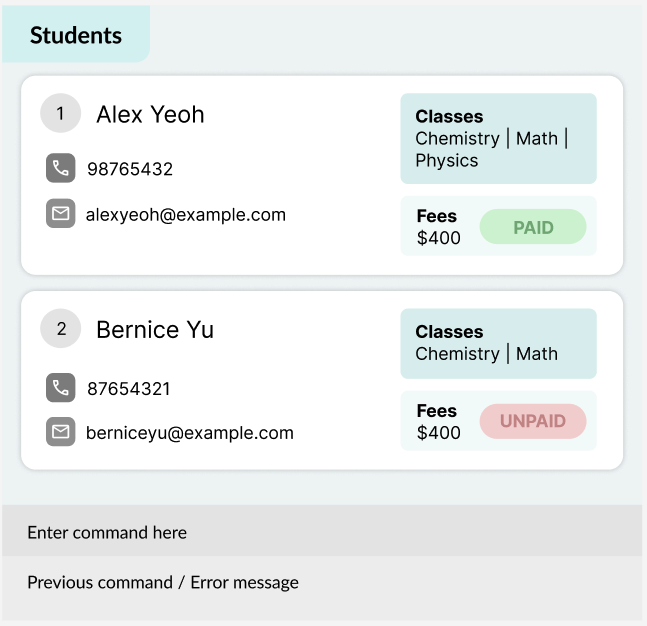 Students
1
Alex Yeoh
98765432
alexyeoh@example.com
Classes
Chemistry | Math |
Physics
Fees
$400
PAID
2
Bernice Yu
87654321
berniceyu@example.com
Classes
Chemistry | Math
Fees
$400
UNPAID
Enter command here
Previous command / Error message